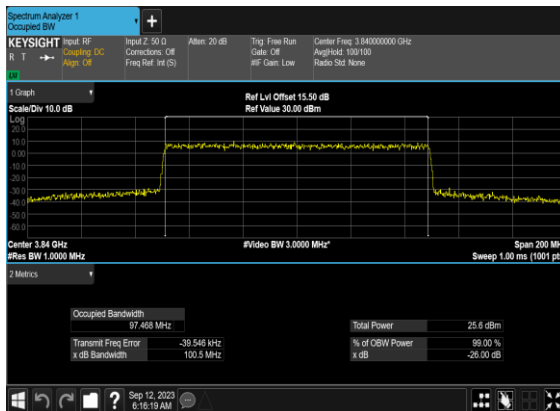 Spectrum Analyzer 1
Occupied BW
KEYSIGHT
R T
Input: RF
Coupling: DC
Align: Off
Input Z: 50 Ω
Corrections: Off
Freq Ref: Int (S)
Atten: 20 dB
Trig: Free Run
Gate: Off
#IF Gain: Low
Center Freq: 3.840000000 GHz
Avg|Hold: 100/100
Radio Std: None
1 Graph
Scale/Div 10.0 dB
Ref Lvl Offset 15.50 dB
Ref Value 30.00 dBm
Log
20.0
10.0
0.00
-10.0
-20.0
-30.0
-40.0
-50.0
-60.0
Center 3.84 GHz
#Res BW 1.0000 MHz
#Video BW 3.0000 MHz*
Span 200 MH
Sweep 1.00 ms (1001 pts
2 Metrics
Occupied Bandwidth
97.468 MHz
Transmit Freq Error -39.546 kHz
x dB Bandwidth 100.5 MHz
Total Power 25.6 dBm
% of OBW Power 99.00 %
x dB -26.00 dB
Sep 12, 2023
6:16:19 AM